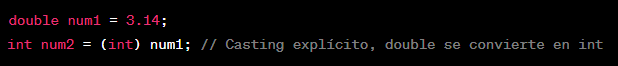 double num1 = 3.14;
int num2 = (int) num1; // Casting explícito, double se convierte en int